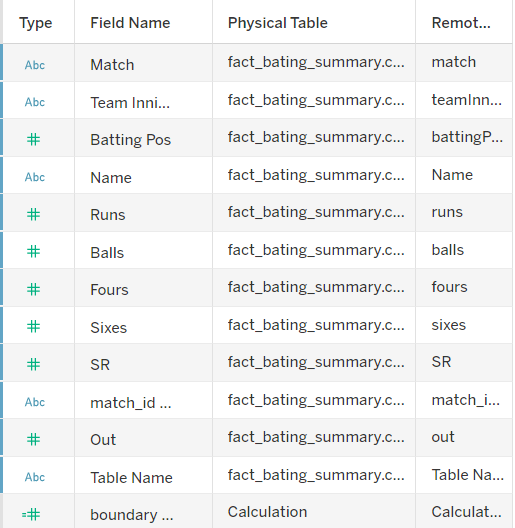 Type Field Name Physical Table Remot...
Abc Match fact_bating_summary.c... match
Abc Team Inni... fact_bating_summary.c... teamInn...
# Batting Pos fact_bating_summary.c... battingP...
Abc Name fact_bating_summary.c... Name
# Runs fact_bating_summary.c... runs
# Balls fact_bating_summary.c... balls
# Fours fact_bating_summary.c... fours
# Sixes fact_bating_summary.c... sixes
# SR fact_bating_summary.c... SR
Abc match_id ... fact_bating_summary.c... match_i...
# Out fact_bating_summary.c... out
Abc Table Name fact_bating_summary.c... Table Na...
=# boundary ... Calculation Calculat...